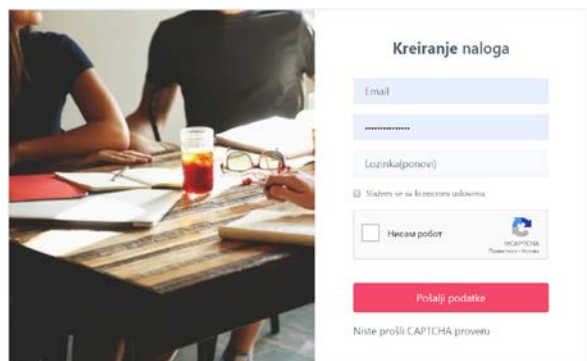 Kreiranje naloga
Email
••••••••••••••
Lozinka(ponovi)
Slažem se sa licencnim uslovima
Нисам робот
reCAPTCHA
Pošalji podatke
Niste prošli CAPTCHA proveru